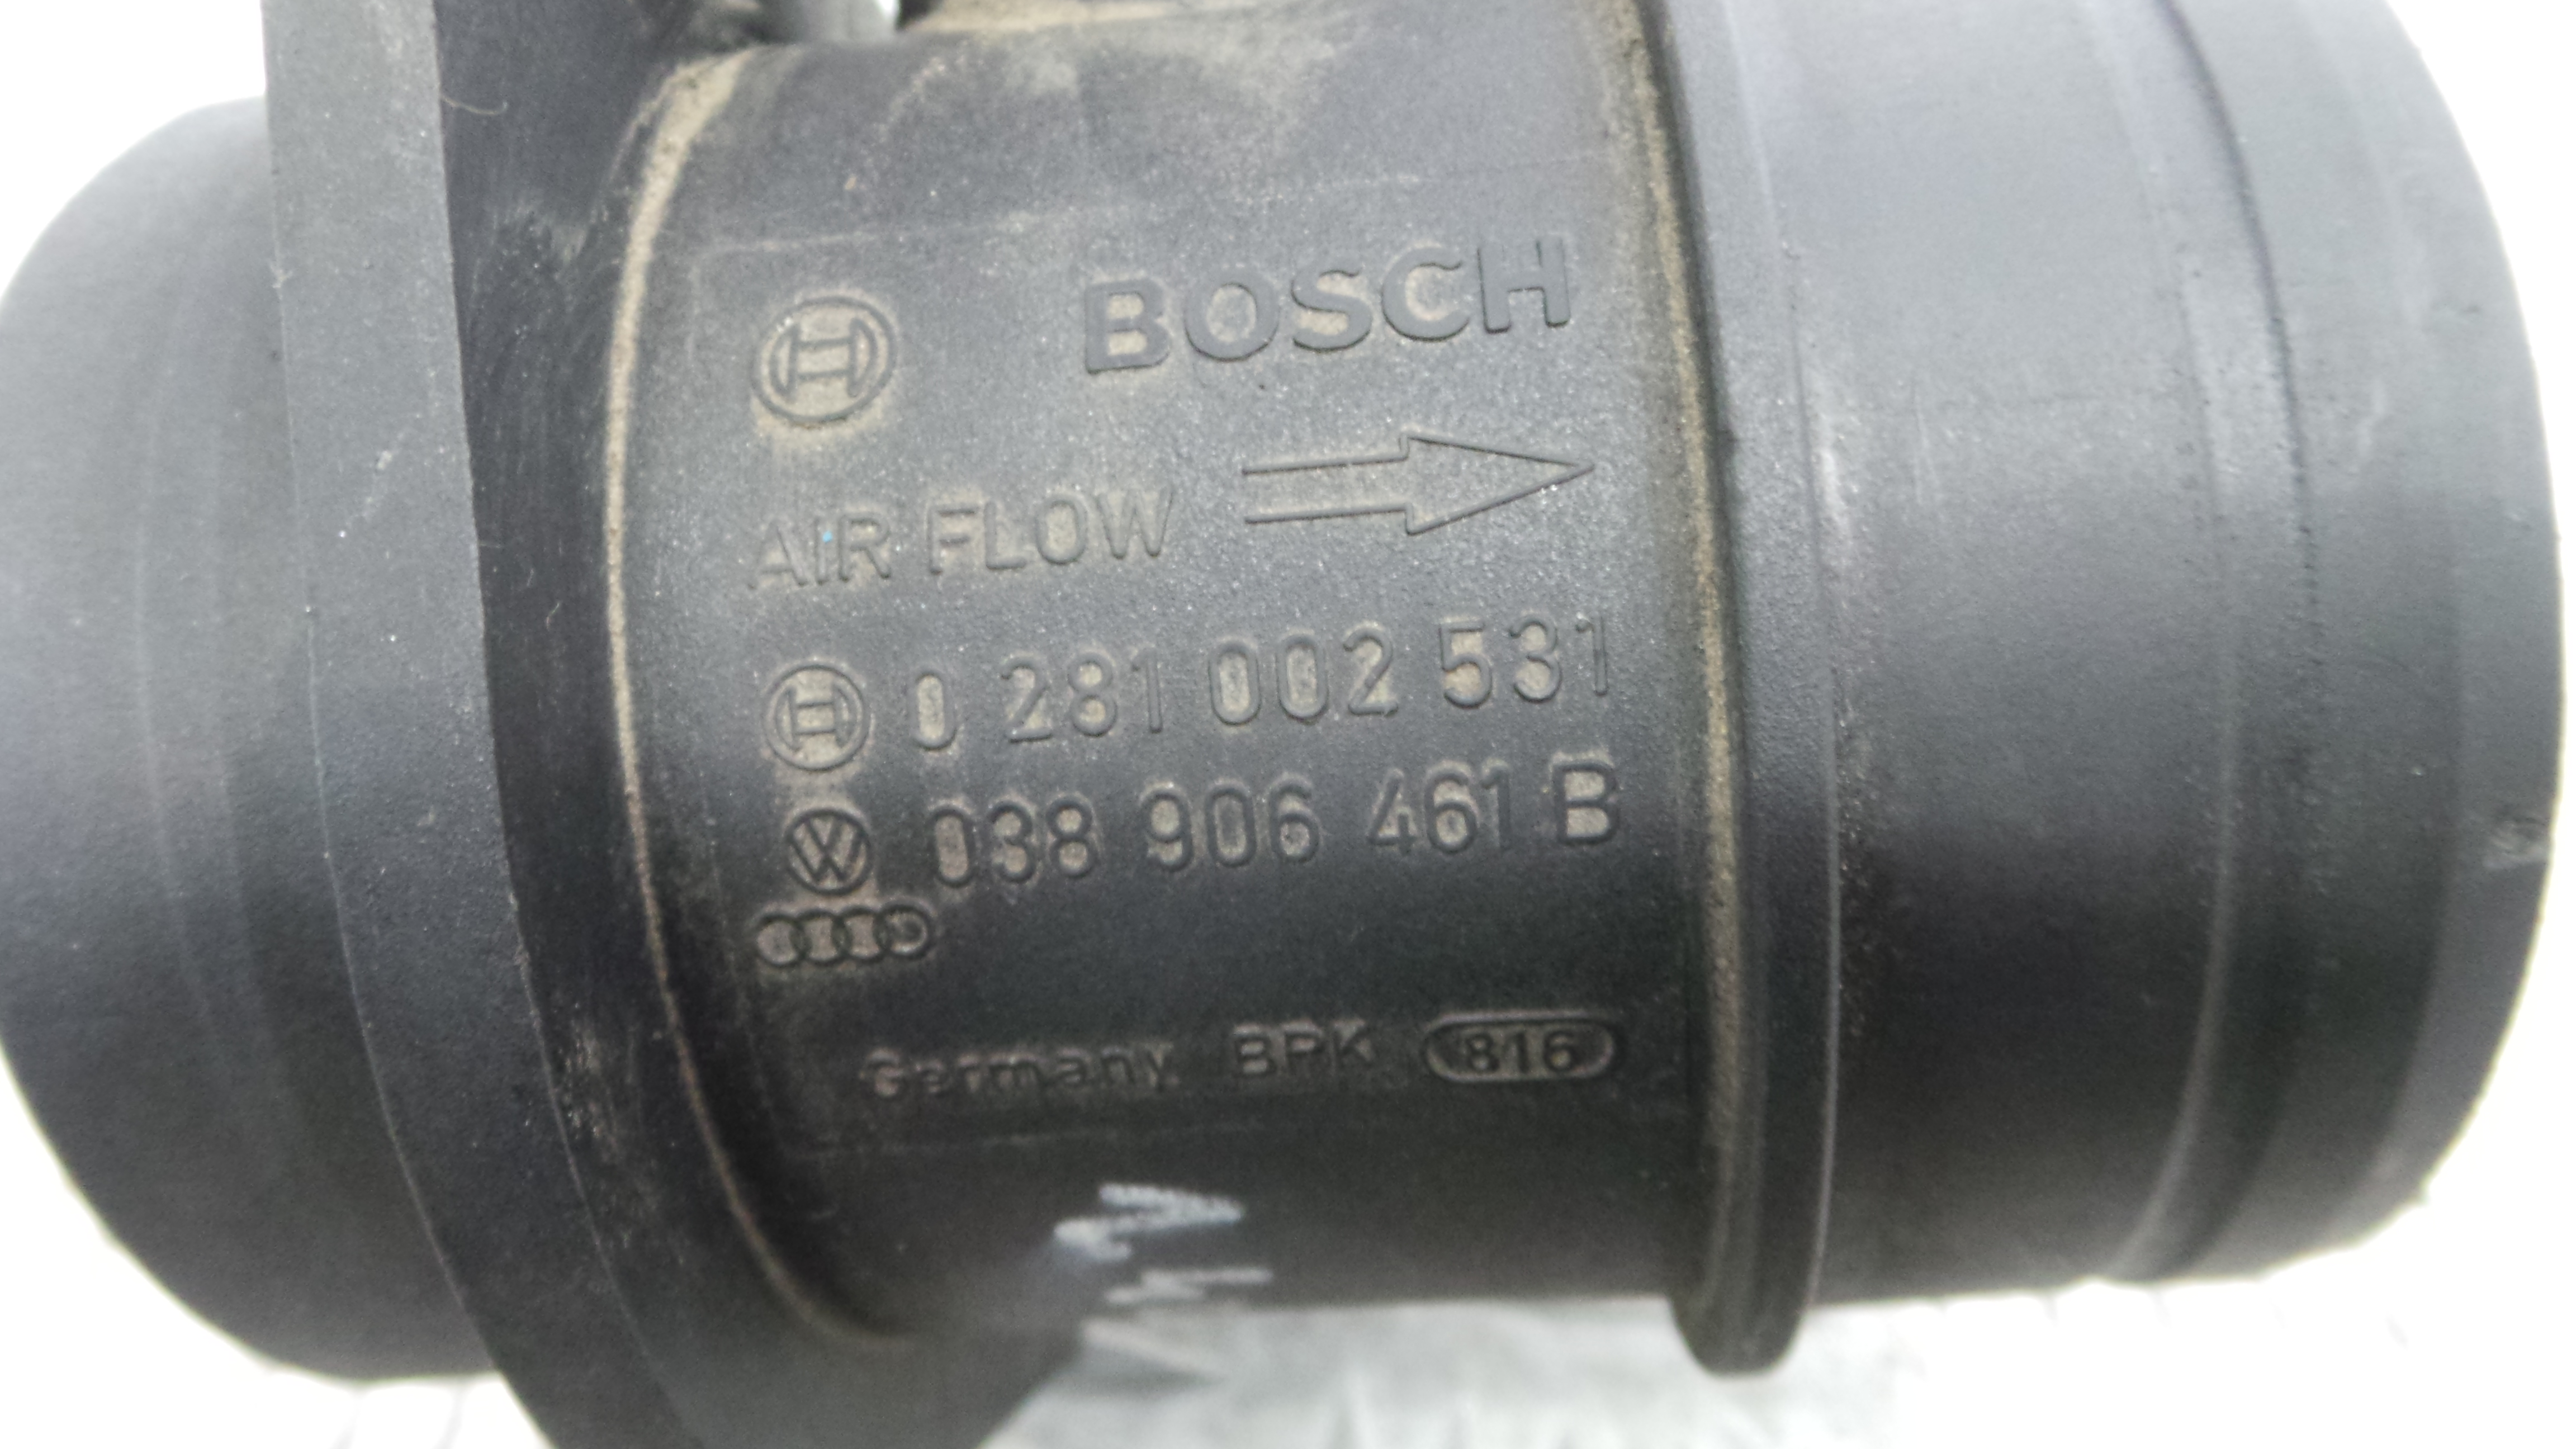 BOSCH
AIR FLOW
0 281 002 531
038 906 461 B
Germany BPK 816